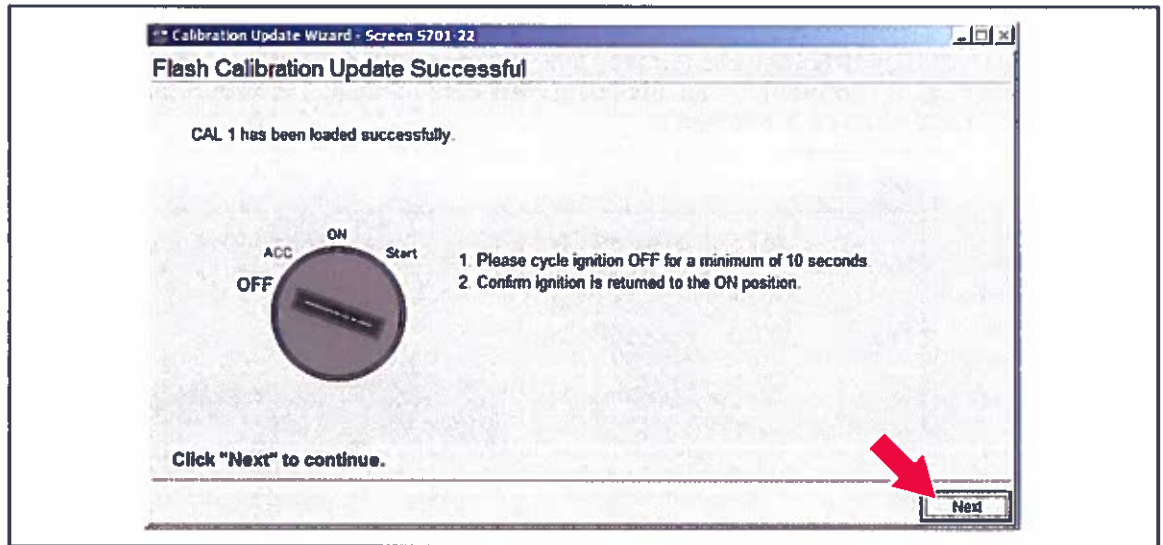 Calibration Update Wizard - Screen S701-22
Flash Calibration Update Successful
CAL 1 has been loaded successfully.
ON
ACC
Start
OFF
1. Please cycle ignition OFF for a minimum of 10 seconds.
2. Confirm ignition is returned to the ON position.
Click "Next" to continue.
Next